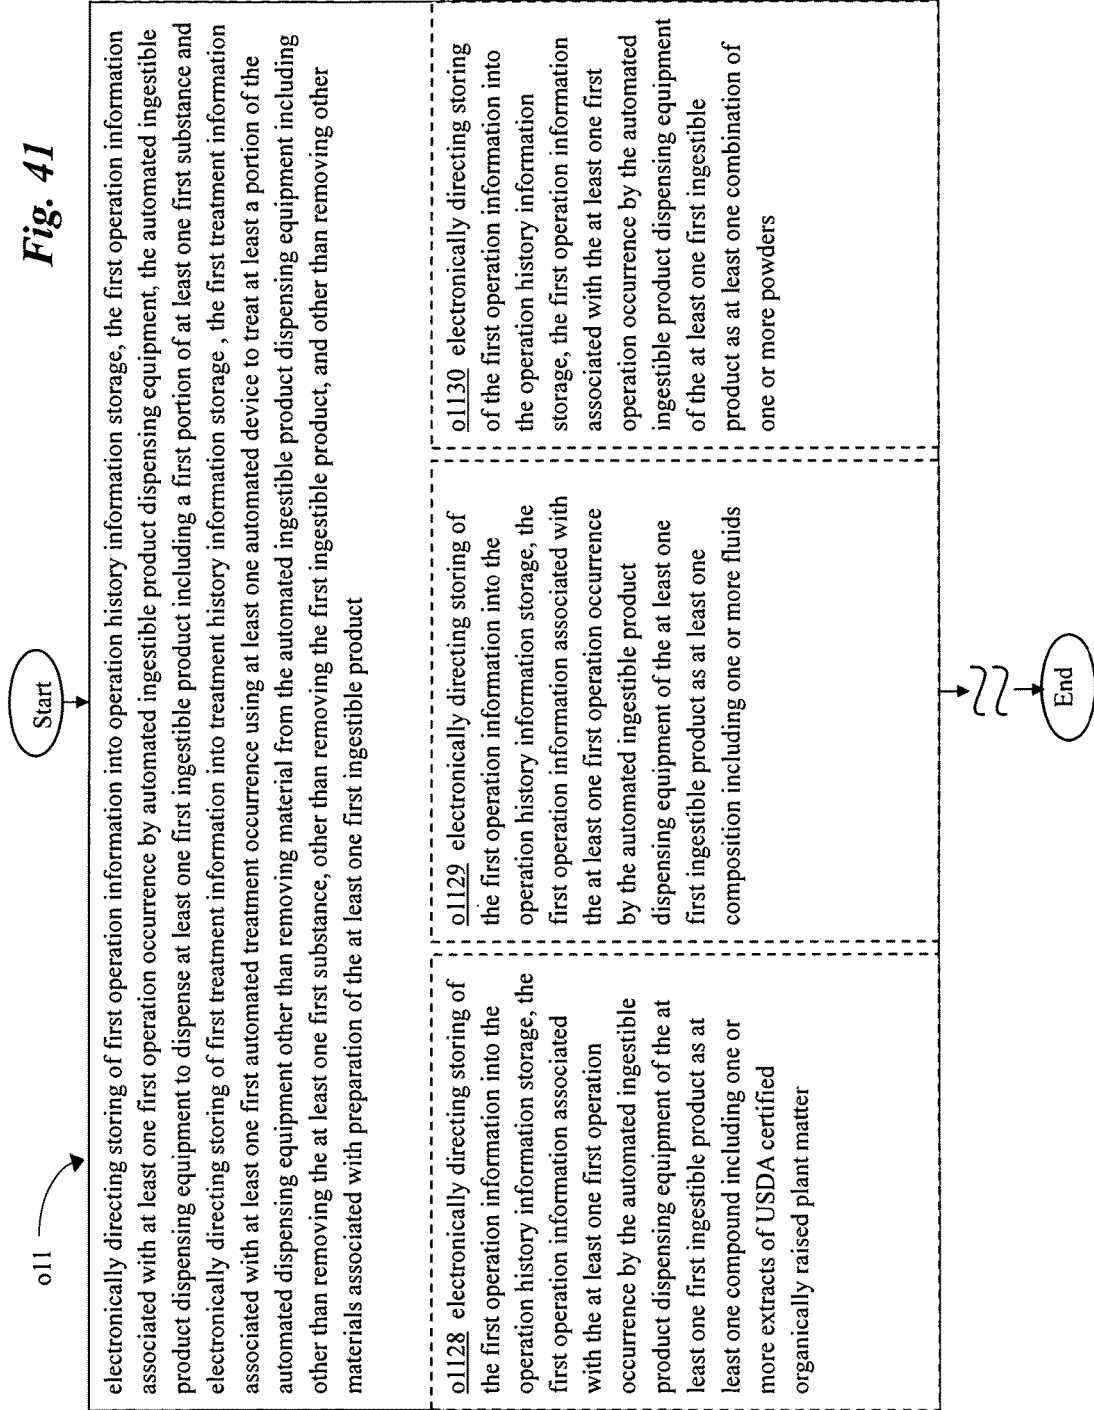 Fig. 41
Start
o11
electronically directing storing of first operation information into operation history information storage, the first operation information
associated with at least one first operation occurrence by automated ingestible product dispensing equipment, the automated ingestible
product dispensing equipment to dispense at least one first ingestible product including a first portion of at least one first substance and
electronically directing storing of first treatment information into treatment history information storage , the first treatment information
associated with at least one first automated treatment occurrence using at least one automated device to treat at least a portion of the
automated dispensing equipment other than removing material from the automated ingestible product dispensing equipment including
other than removing the at least one first substance, other than removing the first ingestible product, and other than removing other
materials associated with preparation of the at least one first ingestible product
o1128 electronically directing storing of
the first operation information into the
operation history information storage, the
first operation information associated
with the at least one first operation
occurrence by the automated ingestible
product dispensing equipment of the at
least one first ingestible product as at
least one compound including one or
more extracts of USDA certified
organically raised plant matter
o1129 electronically directing storing of
the first operation information into the
operation history information storage, the
first operation information associated with
the at least one first operation occurrence
by the automated ingestible product
dispensing equipment of the at least one
first ingestible product as at least one
composition including one or more fluids
o1130 electronically directing storing
of the first operation information into
the operation history information
storage, the first operation information
associated with the at least one first
operation occurrence by the automated
ingestible product dispensing equipment
of the at least one first ingestible
product as at least one combination of
one or more powders
End